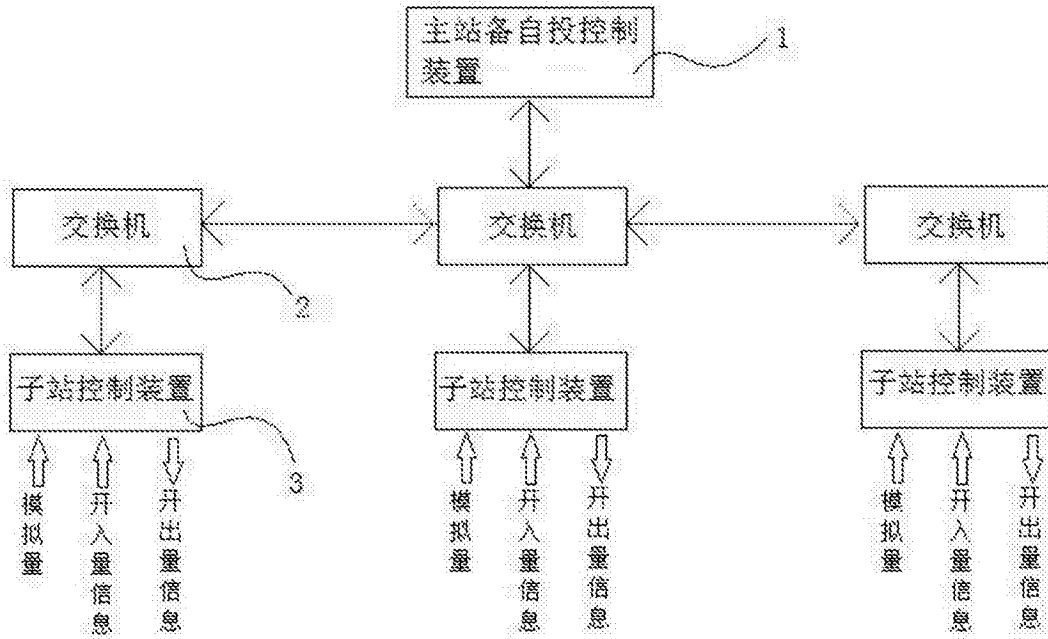 主站备自投控制
装置
1
交换机
交换机
交换机
2
子站控制装置
子站控制装置
子站控制装置
3
模拟量
开入量信息
开出量信息
模拟量
开入量信息
开出量信息
模拟量
开入量信息
开出量信息